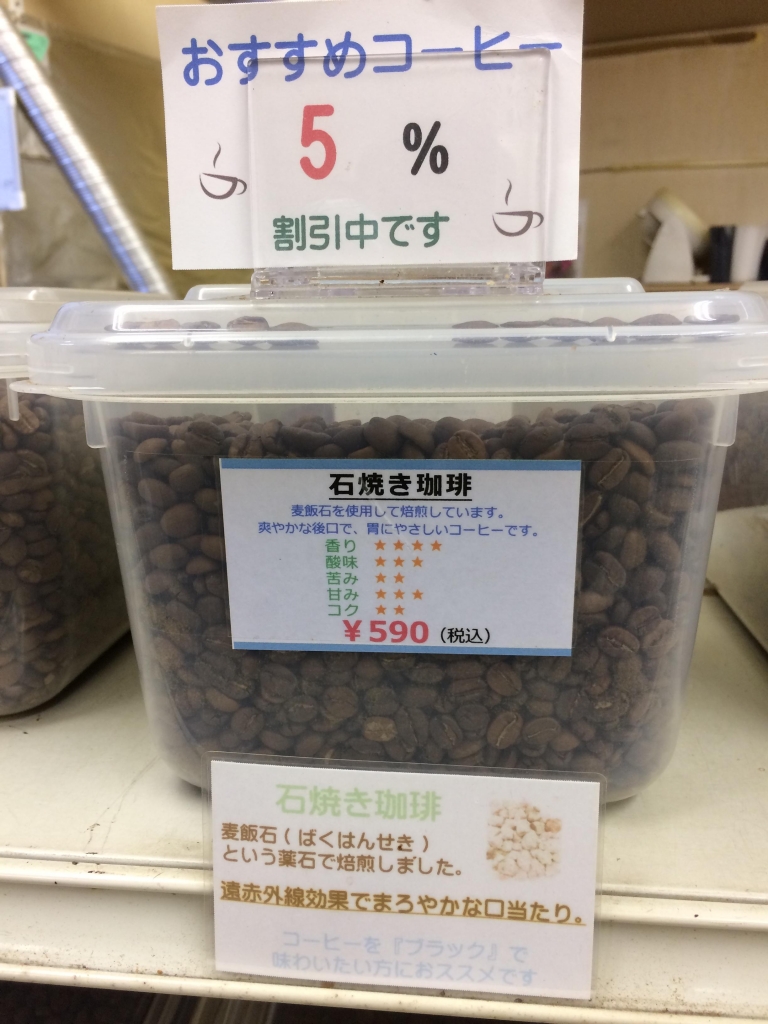 おすすめコーヒー
5 %
割引中です
石焼き珈琲
麦飯石を使用して焙煎しています。
爽やかな後口で、胃にやさしいコーヒーです。
香り ★★★★
酸味 ★★★
苦み ★★
甘み ★★★
コク ★★
￥590 (税込)
石焼き珈琲
麦飯石 ( ばくはんせき )
という薬石で焙煎しました。
遠赤外線効果でまろやかな口当たり。
コーヒーを『ブラック』で
味わいたい方におススメです